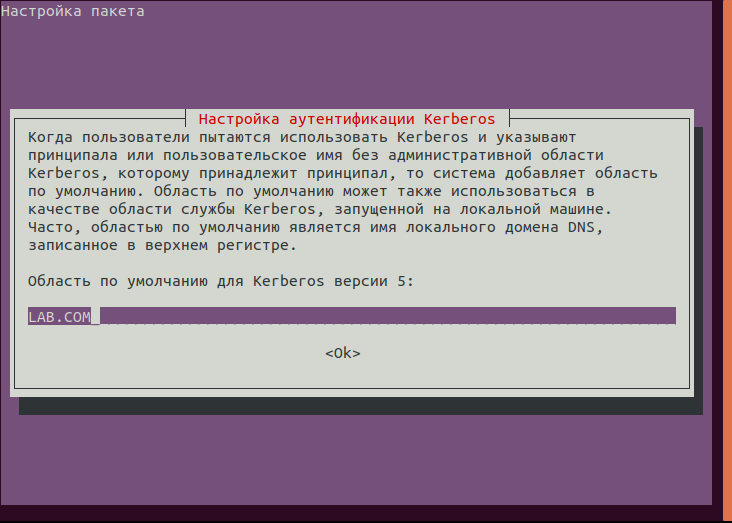 Настройка пакета
Настройка аутентификации Kerberos
Когда пользователи пытаются использовать Kerberos и указывают
принципала или пользовательское имя без административной области
Kerberos, которому принадлежит принципал, то система добавляет область
по умолчанию. Область по умолчанию может также использоваться в
качестве области службы Kerberos, запущенной на локальной машине.
Часто, областью по умолчанию является имя локального домена DNS,
записанное в верхнем регистре.
Область по умолчанию для Kerberos версии 5:
LAB.COM
<Ok>